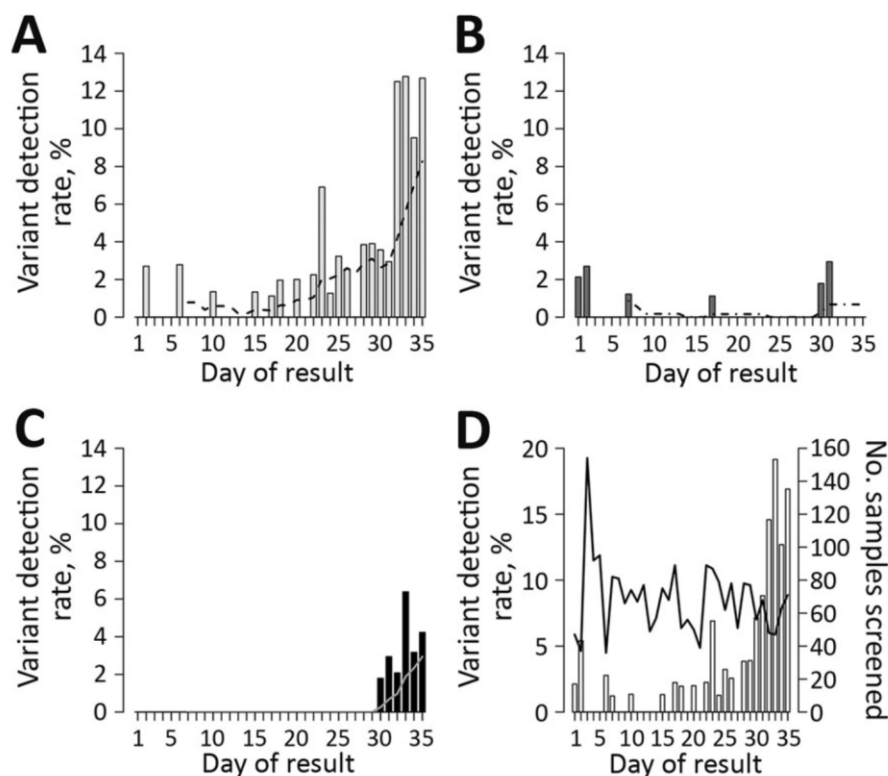 A
Variant detection
rate, %
14
12
10
8
6
4
2
0
1 5 10 15 20 25 30 35
Day of result
B
Variant detection
rate, %
14
12
10
8
6
4
2
0
1 5 10 15 20 25 30 35
Day of result
C
Variant detection
rate, %
14
12
10
8
6
4
2
0
1 5 10 15 20 25 30 35
Day of result
D
Variant detection
rate, %
20
15
10
5
0
160
140
120
100
80
60
40
20
0
No. samples screened
1 5 10 15 20 25 30 35
Day of result